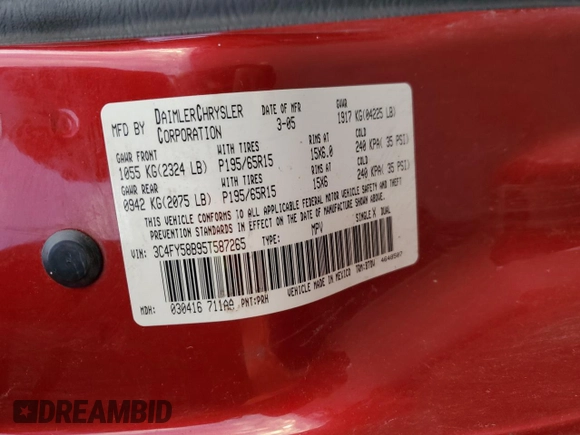 MFD BY DAIMLERCHRYSLER CORPORATION DATE OF MFR 3-05 GVWR 1917 KG(04225 LB)
GAWR FRONT WITH TIRES RIMS AT COLD
1055 KG(2324 LB) P195/65R15 15X6.0 240 KPA( 35 PSI)
GAWR REAR WITH TIRES RIMS AT COLD
0942 KG(2075 LB) P195/65R15 15X6 240 KPA( 35 PSI)
THIS VEHICLE CONFORMS TO ALL APPLICABLE FEDERAL MOTOR VEHICLE SAFETY AND THEFT
PREVENTION STANDARDS IN EFFECT ON THE DATE OF MANUFACTURE SHOWN ABOVE.
VIN: 3C4FY58B95T587265 TYPE: MPV SINGLE X DUAL
MDH: 030416 711AA PNT:PRH VEHICLE MADE IN MEXICO TRM:B7DV 4648507
DREAMBID